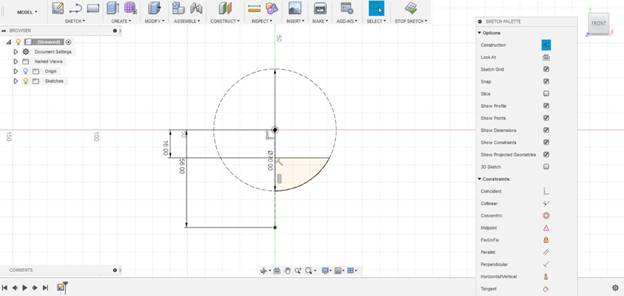 MODEL
SKETCH
CREATE
MODIFY
ASSEMBLE
CONSTRUCT
INSPECT
INSERT
MAKE
ADD-INS
SELECT
STOP SKETCH
BROWSER
(Unsaved)
Document Settings
Named Views
Origin
Sketches
SKETCH PALETTE
Options
Construction
Look At
Sketch Grid
Snap
Slice
Show Profile
Show Points
Show Dimensions
Show Constraints
Show Projected Geometries
3D Sketch
Constraints
Coincident
Collinear
Concentric
Midpoint
Fix/UnFix
Parallel
Perpendicular
Horizontal/Vertical
Tangent
FRONT
50
150
100
16.00
56.00
COMMENTS